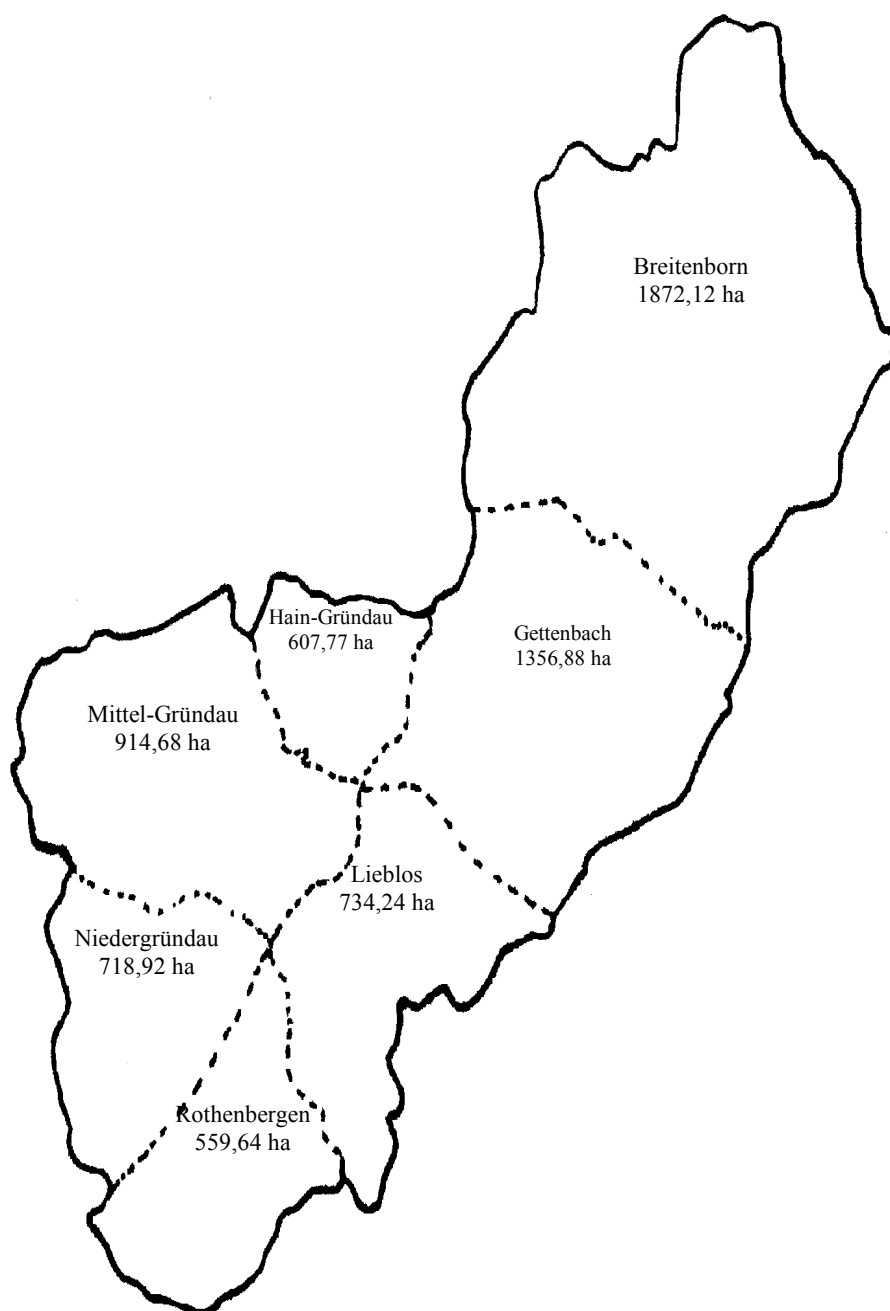 Breitenborn
1872,12 ha
Hain-Gründau
607,77 ha
Gettenbach
1356,88 ha
Mittel-Gründau
914,68 ha
Lieblos
734,24 ha
Niedergründau
718,92 ha
Rothenbergen
559,64 ha